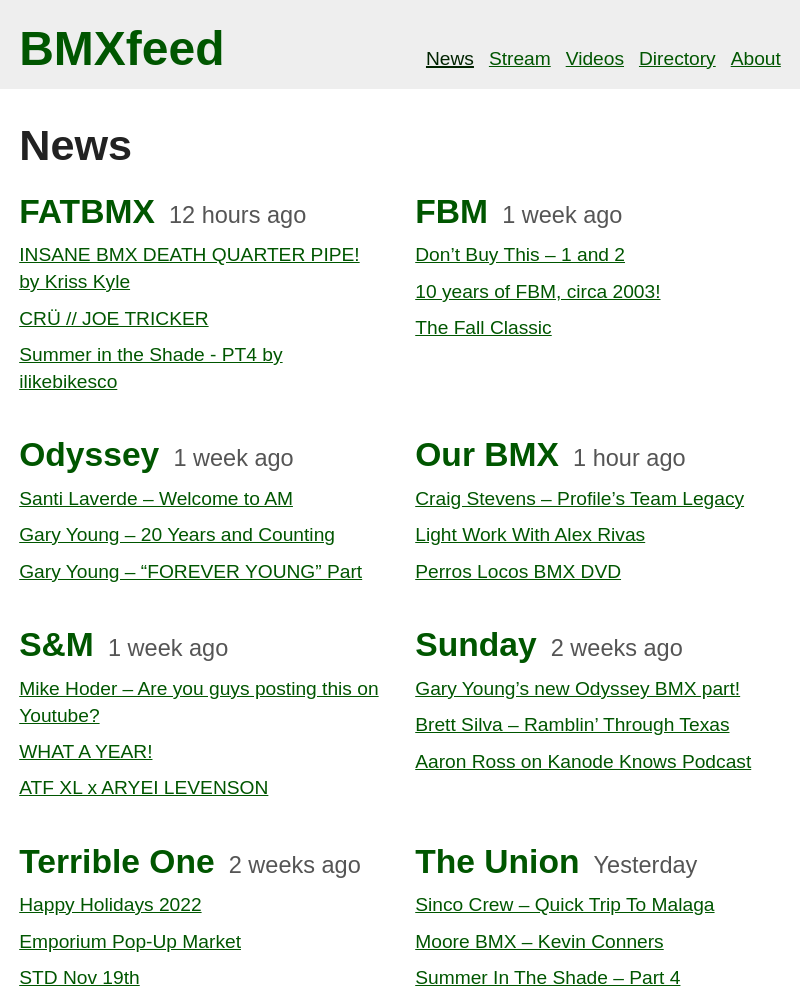 BMXfeed
News Stream Videos Directory About
News
FATBMX 12 hours ago
INSANE BMX DEATH QUARTER PIPE!
by Kriss Kyle
CRÜ // JOE TRICKER
Summer in the Shade - PT4 by
ilikebikesco
FBM 1 week ago
Don’t Buy This – 1 and 2
10 years of FBM, circa 2003!
The Fall Classic
Odyssey 1 week ago
Santi Laverde – Welcome to AM
Gary Young – 20 Years and Counting
Gary Young – “FOREVER YOUNG” Part
Our BMX 1 hour ago
Craig Stevens – Profile’s Team Legacy
Light Work With Alex Rivas
Perros Locos BMX DVD
S&M 1 week ago
Mike Hoder – Are you guys posting this on
Youtube?
WHAT A YEAR!
ATF XL x ARYEI LEVENSON
Sunday 2 weeks ago
Gary Young’s new Odyssey BMX part!
Brett Silva – Ramblin’ Through Texas
Aaron Ross on Kanode Knows Podcast
Terrible One 2 weeks ago
Happy Holidays 2022
Emporium Pop-Up Market
STD Nov 19th
The Union Yesterday
Sinco Crew – Quick Trip To Malaga
Moore BMX – Kevin Conners
Summer In The Shade – Part 4